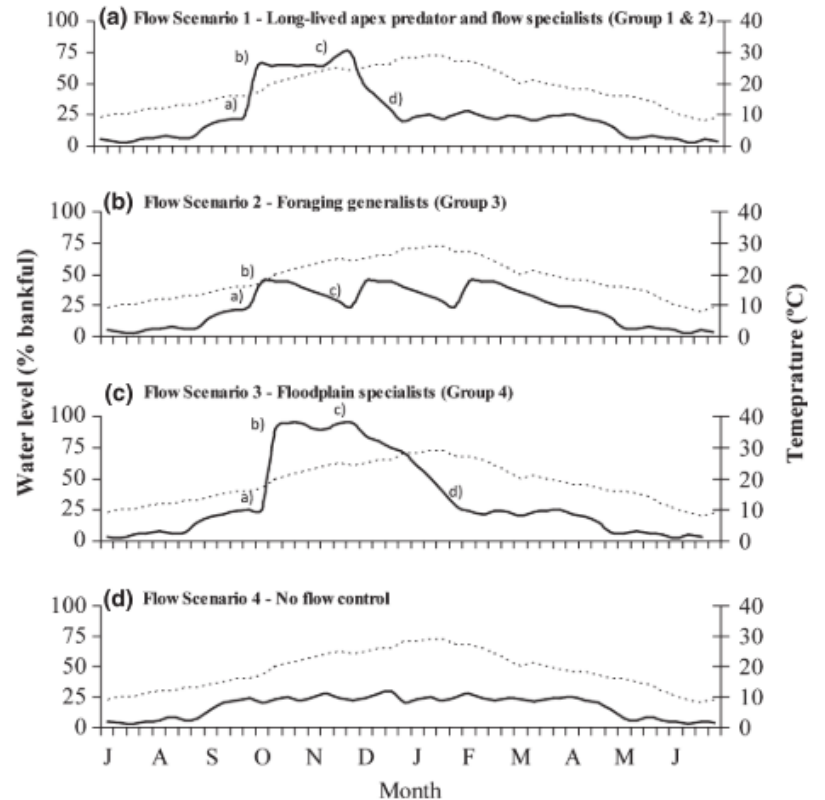 (a) Flow Scenario 1 - Long-lived apex predator and flow specialists (Group 1 & 2)
100 40
75 30
50 20
25 10
0 0
a) b) c) d)
(b) Flow Scenario 2 - Foraging generalists (Group 3)
100 40
75 30
50 20
25 10
0 0
a) b) c)
(c) Flow Scenario 3 - Floodplain specialists (Group 4)
100 40
75 30
50 20
25 10
0 0
a) b) c) d)
(d) Flow Scenario 4 - No flow control
100 40
75 30
50 20
25 10
0 0
J A S O N D J F M A M J
Month
Water level (% bankful)
Temeprature (ºC)